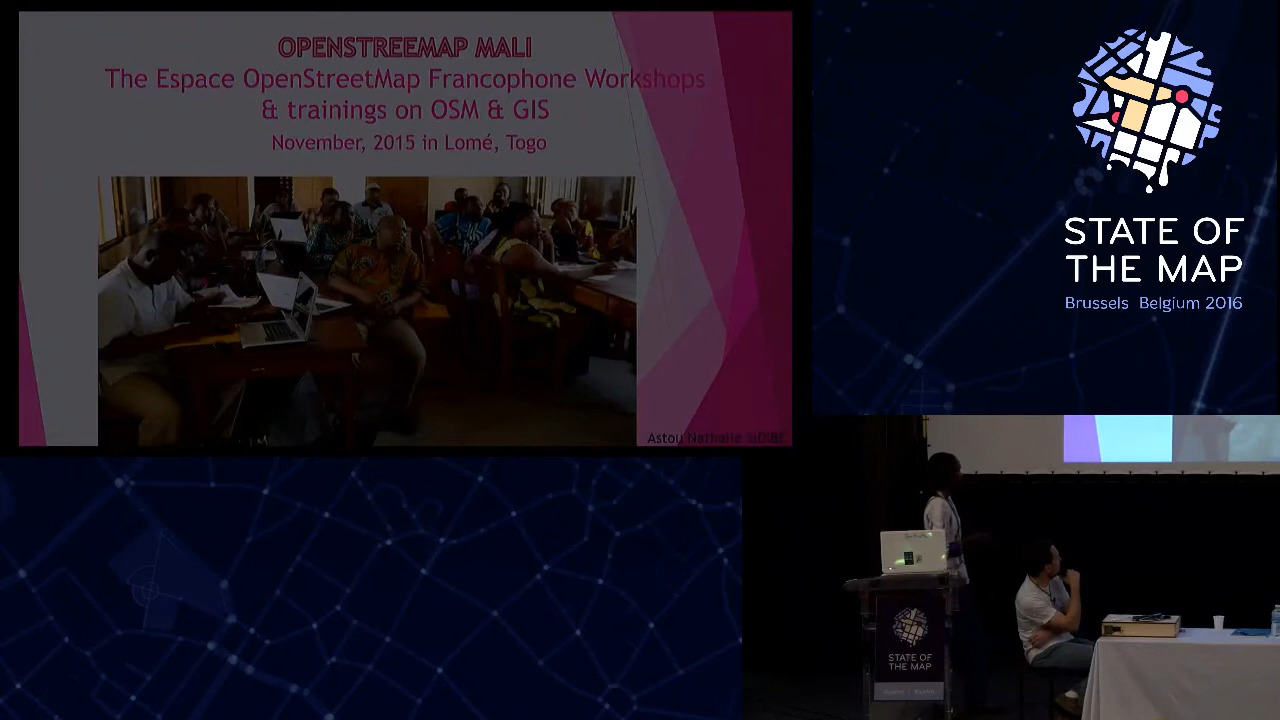 OPENSTREEMAP MALI
The Espace OpenStreetMap Francophone Workshops
& trainings on OSM & GIS
November, 2015 in Lomé, Togo
Astou Nathalie SIDIBE
STATE OF
THE MAP
Brussels Belgium 2016
STATE OF
THE MAP